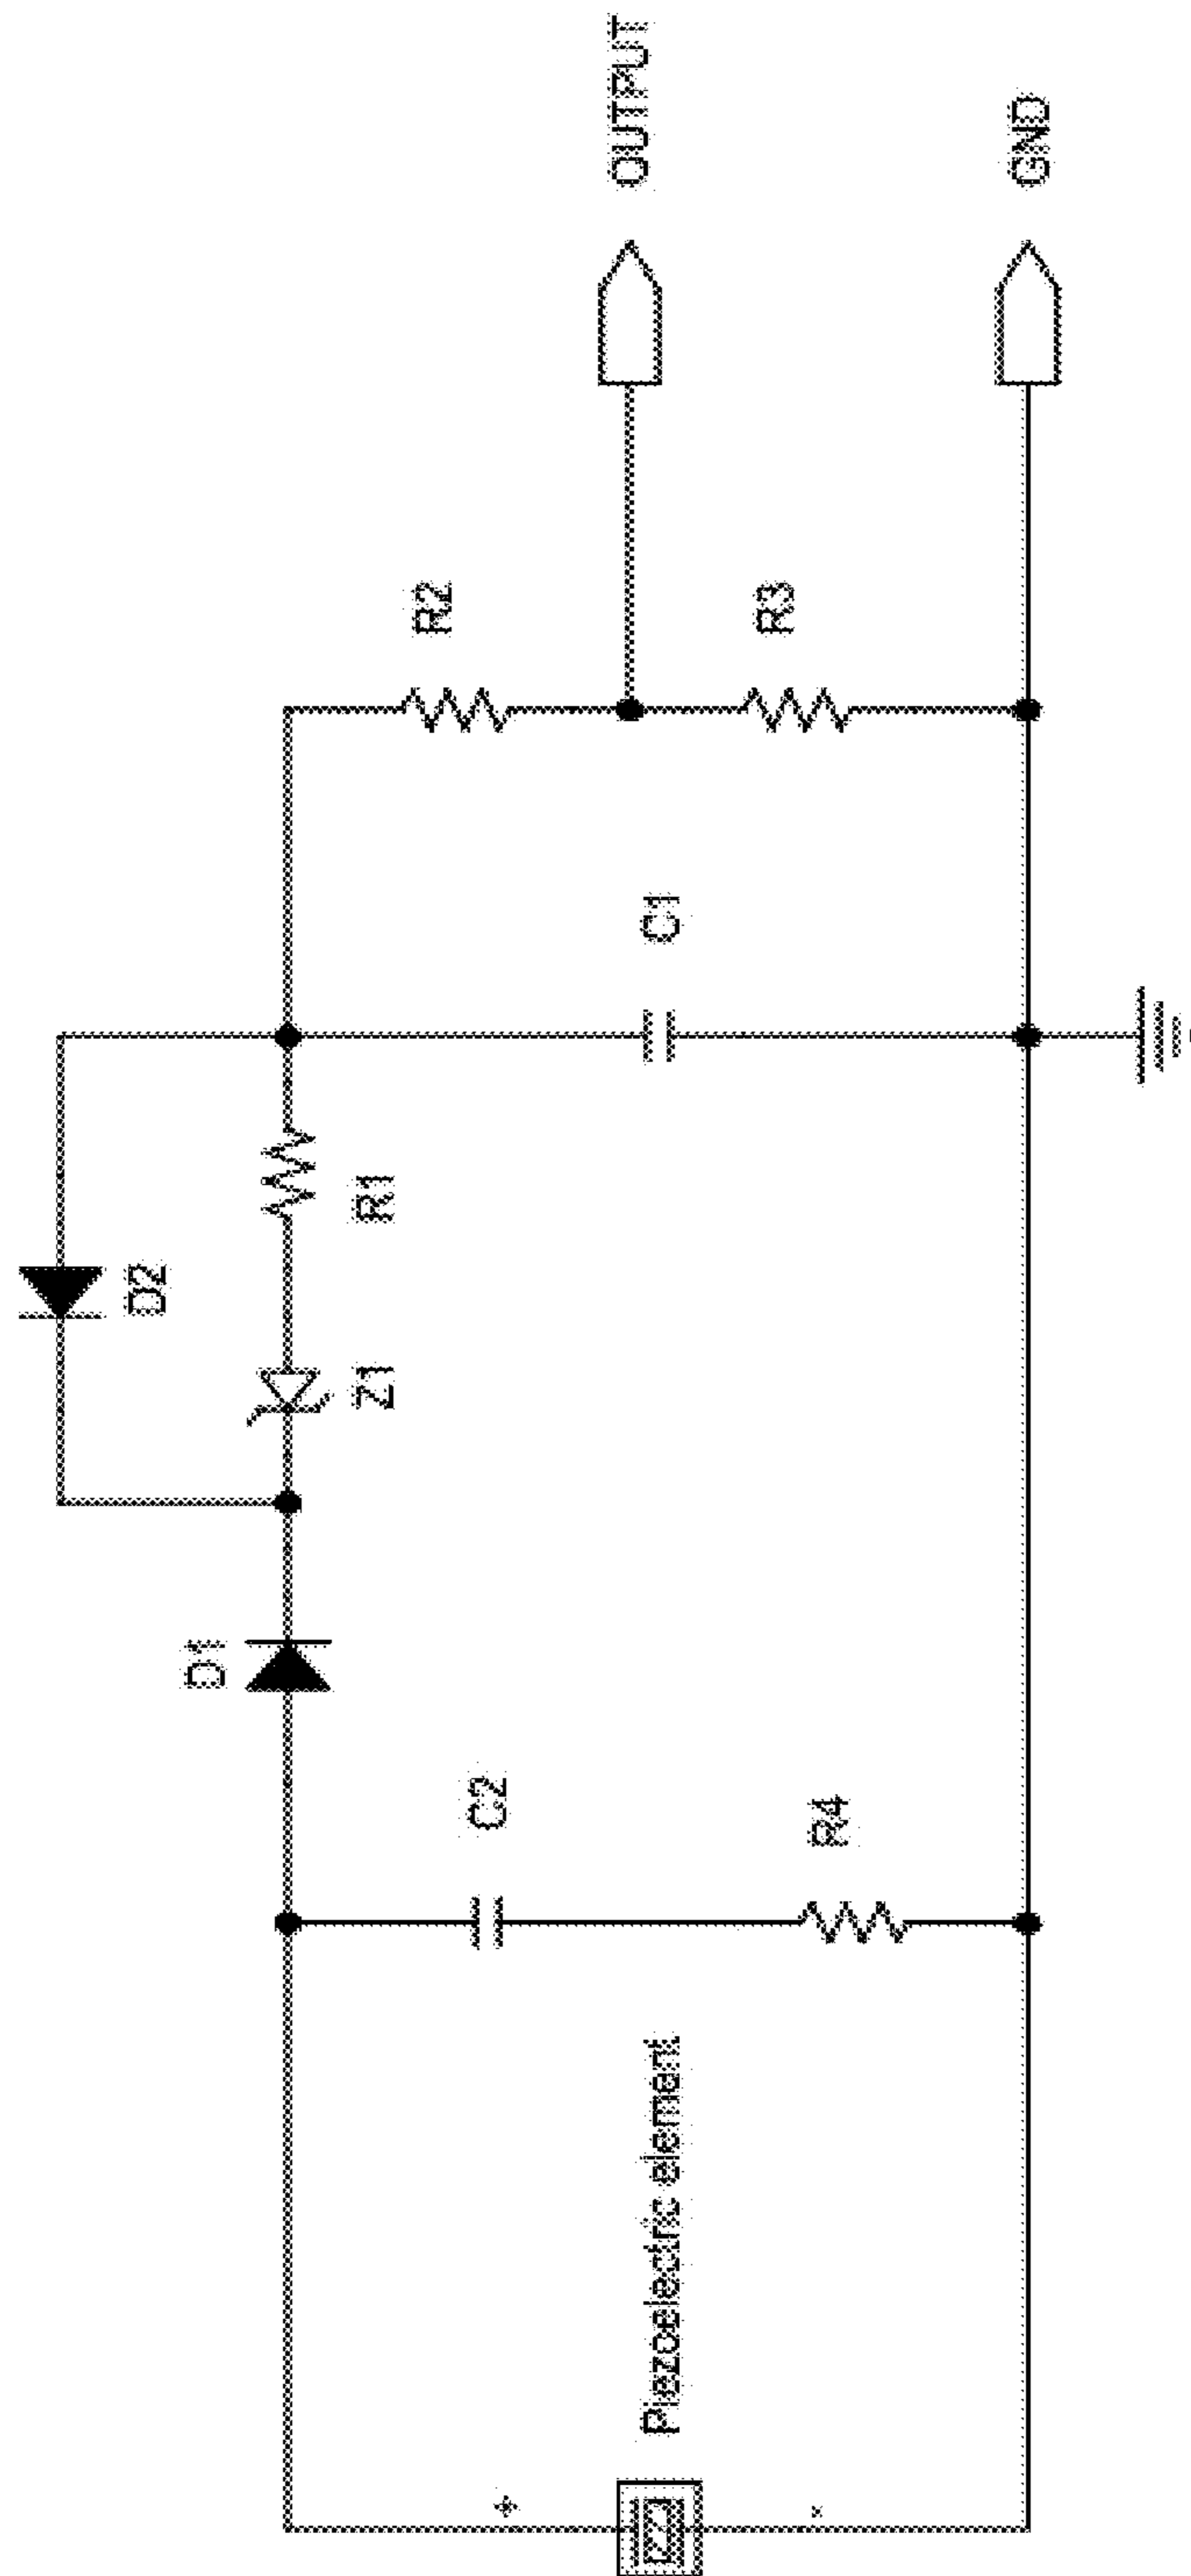 D2
D1
Z1
R1
C2
R4
C1
R2
R3
Piezoelectric element
+
-
OUTPUT
GND